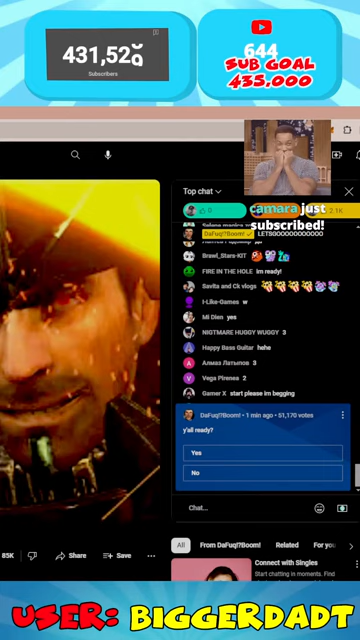 431,52
Subscribers
644
SUB GOAL
435.000
Top chat
0
2.1K
camara just
subscribed!
DaFuq!?Boom! LETSGOOOOOOOOOOO
Brawl_Stars-KIT
FIRE IN THE HOLE im ready!
Savita and Ck vlogs
I-Like-Games w
Mi Dien yes
NIGTMARE HUGGY WUGGY 3
Happy Bass Guitar hehe
Алмаз Латыпов 3
Vega Pirenes 2
Gamer X start please im begging
DaFuq!?Boom! • 1 min ago • 51,170 votes
y'all ready?
Yes
No
Chat...
85K
Share
Save
All
From DaFuq!?Boom!
Related
For you
Connect with Singles
Start chatting in moments. Find
USER: BIGGERDADT